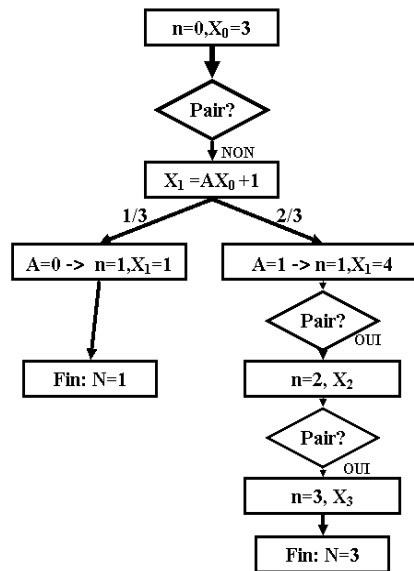 n=0,X₀=3
Pair?
NON
X₁ =AX₀+1
1/3
2/3
A=0 -> n=1,X₁=1
A=1 -> n=1,X₁=4
Pair?
OUI
Fin: N=1
n=2, X₂
Pair?
OUI
n=3, X₃
Fin: N=3